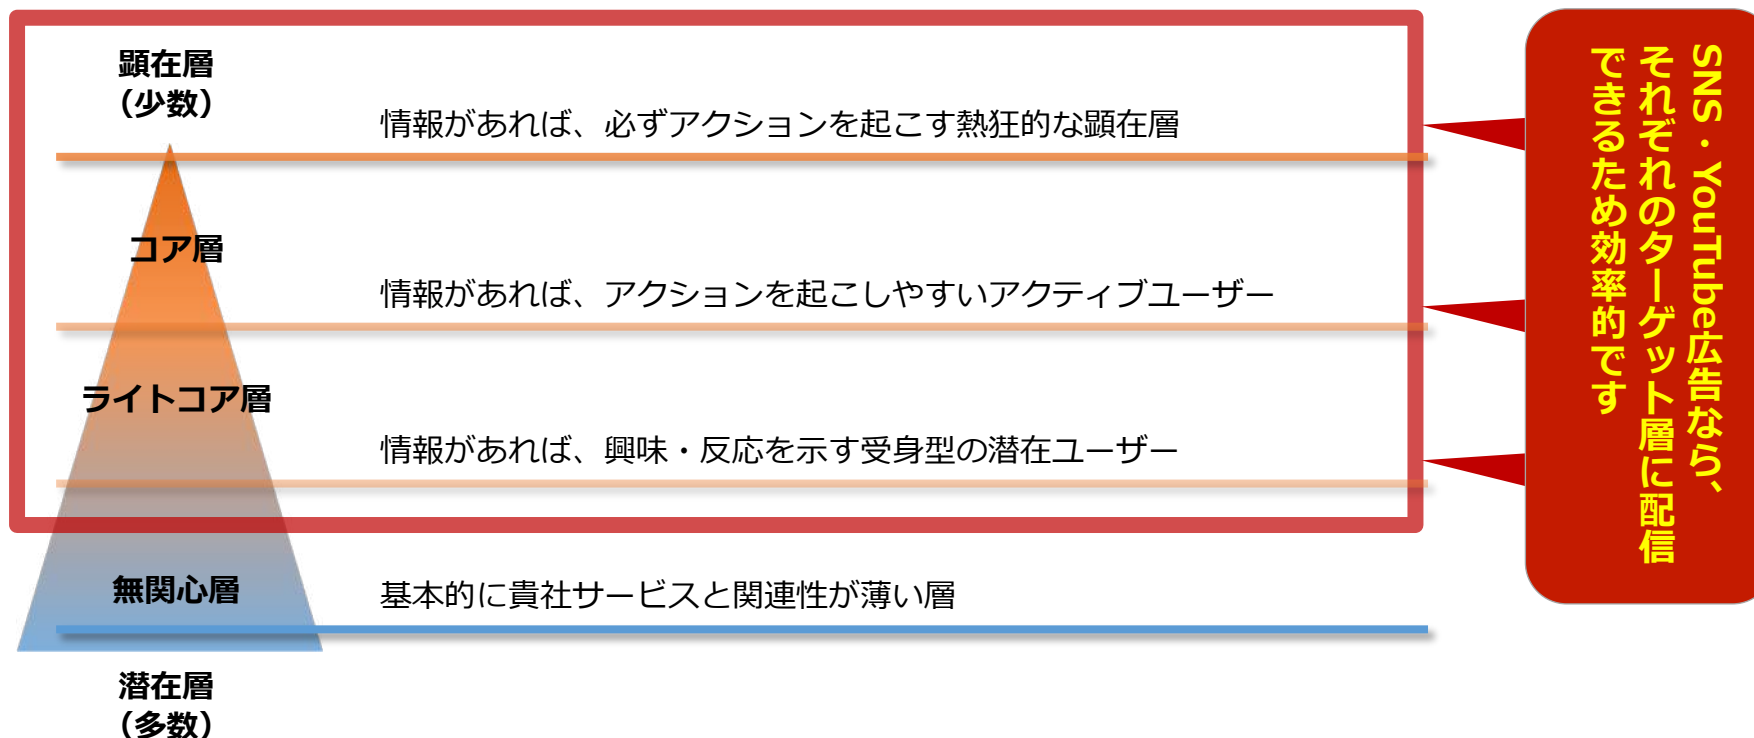 顕在層
（少数）
情報があれば、必ずアクションを起こす熱狂的な顕在層
コア層
情報があれば、アクションを起こしやすいアクティブユーザー
ライトコア層
情報があれば、興味・反応を示す受身型の潜在ユーザー
無関心層
基本的に貴社サービスと関連性が薄い層
潜在層
（多数）
SNS・YouTube広告なら、
それぞれのターゲット層に配信
できるため効率的です